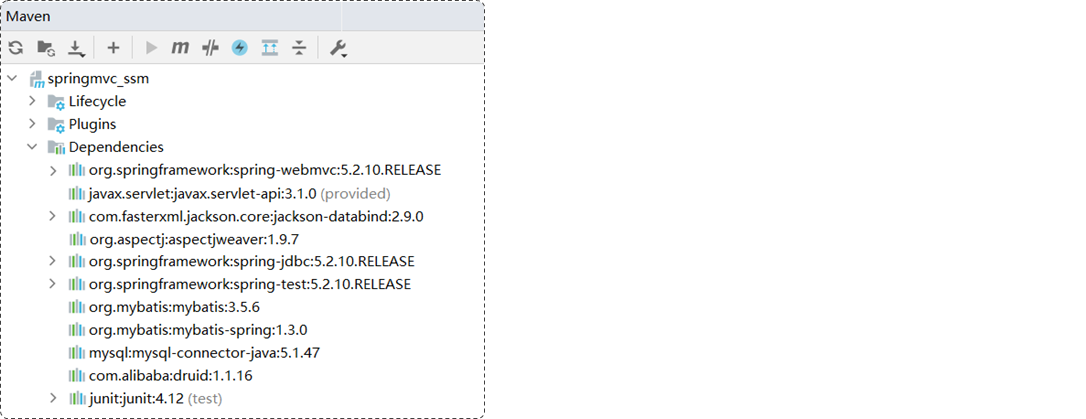 Maven
springmvc_ssm
Lifecycle
Plugins
Dependencies
org.springframework:spring-webmvc:5.2.10.RELEASE
javax.servlet:javax.servlet-api:3.1.0 (provided)
com.fasterxml.jackson.core:jackson-databind:2.9.0
org.aspectj:aspectjweaver:1.9.7
org.springframework:spring-jdbc:5.2.10.RELEASE
org.springframework:spring-test:5.2.10.RELEASE
org.mybatis:mybatis:3.5.6
org.mybatis:mybatis-spring:1.3.0
mysql:mysql-connector-java:5.1.47
com.alibaba:druid:1.1.16
junit:junit:4.12 (test)